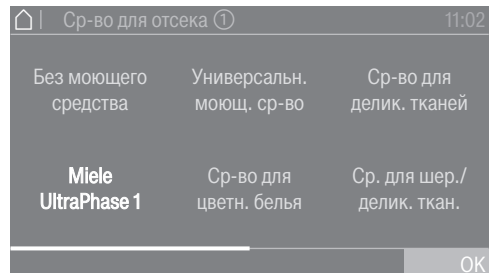 Ср-во для отсека ① 11:02
Без моющего средства
Универсальн. моющ. ср-во
Ср-во для делик. тканей
Miele UltraPhase 1
Ср-во для цветн. белья
Ср. для шер./ делик. ткан.
OK